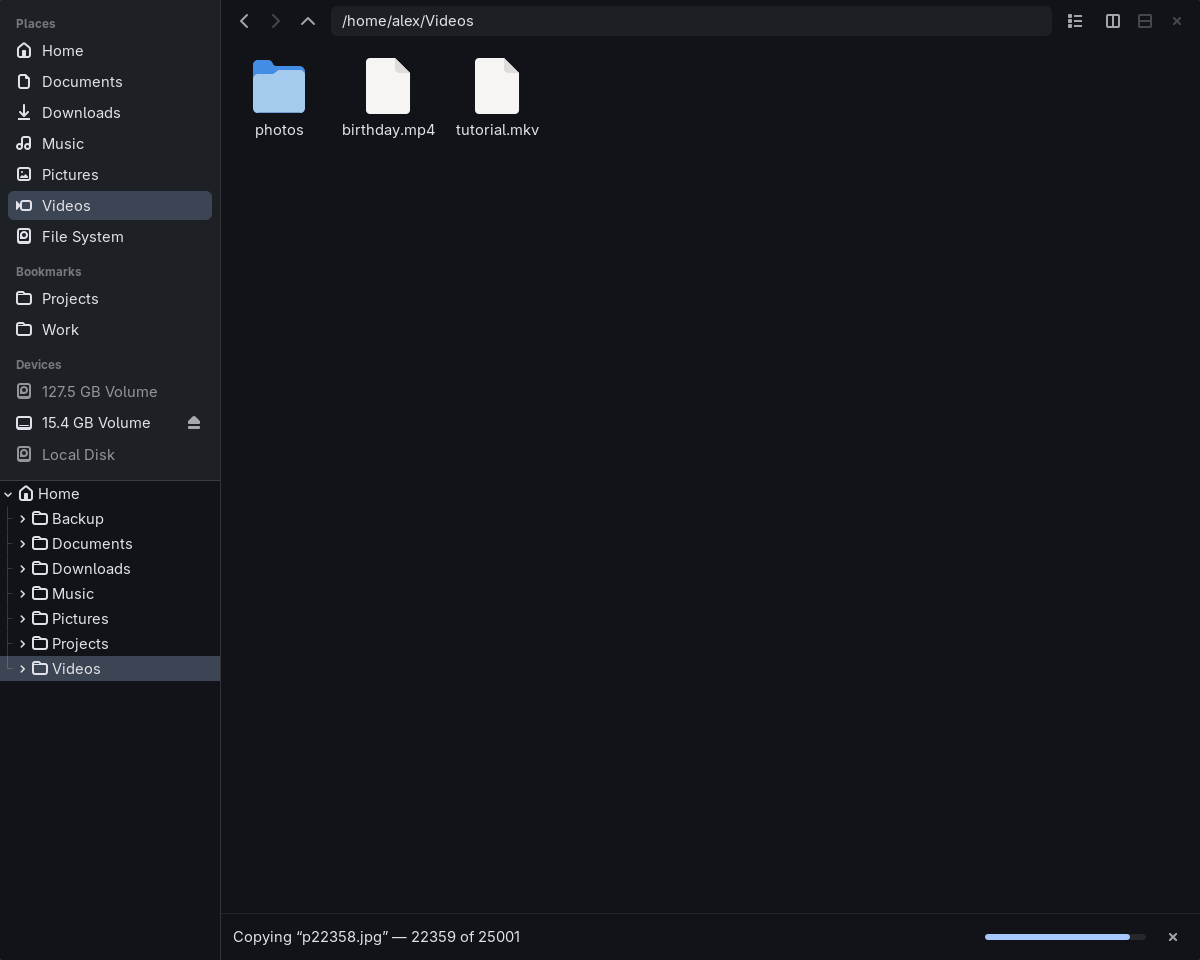 Places
Home
Documents
Downloads
Music
Pictures
Videos
File System
Bookmarks
Projects
Work
Devices
127.5 GB Volume
15.4 GB Volume
Local Disk
Home
Backup
Documents
Downloads
Music
Pictures
Projects
Videos
/home/alex/Videos
photos
birthday.mp4
tutorial.mkv
Copying “p22358.jpg” — 22359 of 25001